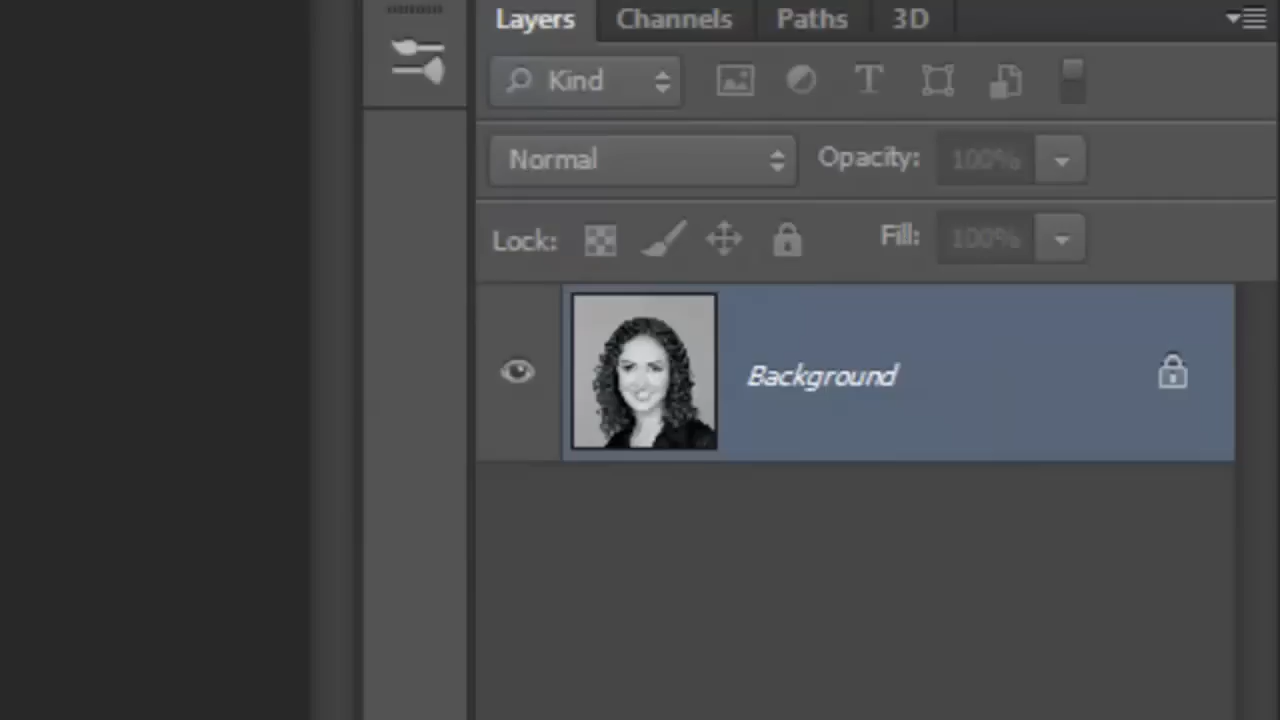 Layers Channels Paths 3D
Kind T
Normal Opacity: 100%
Lock: Fill: 100%
Background